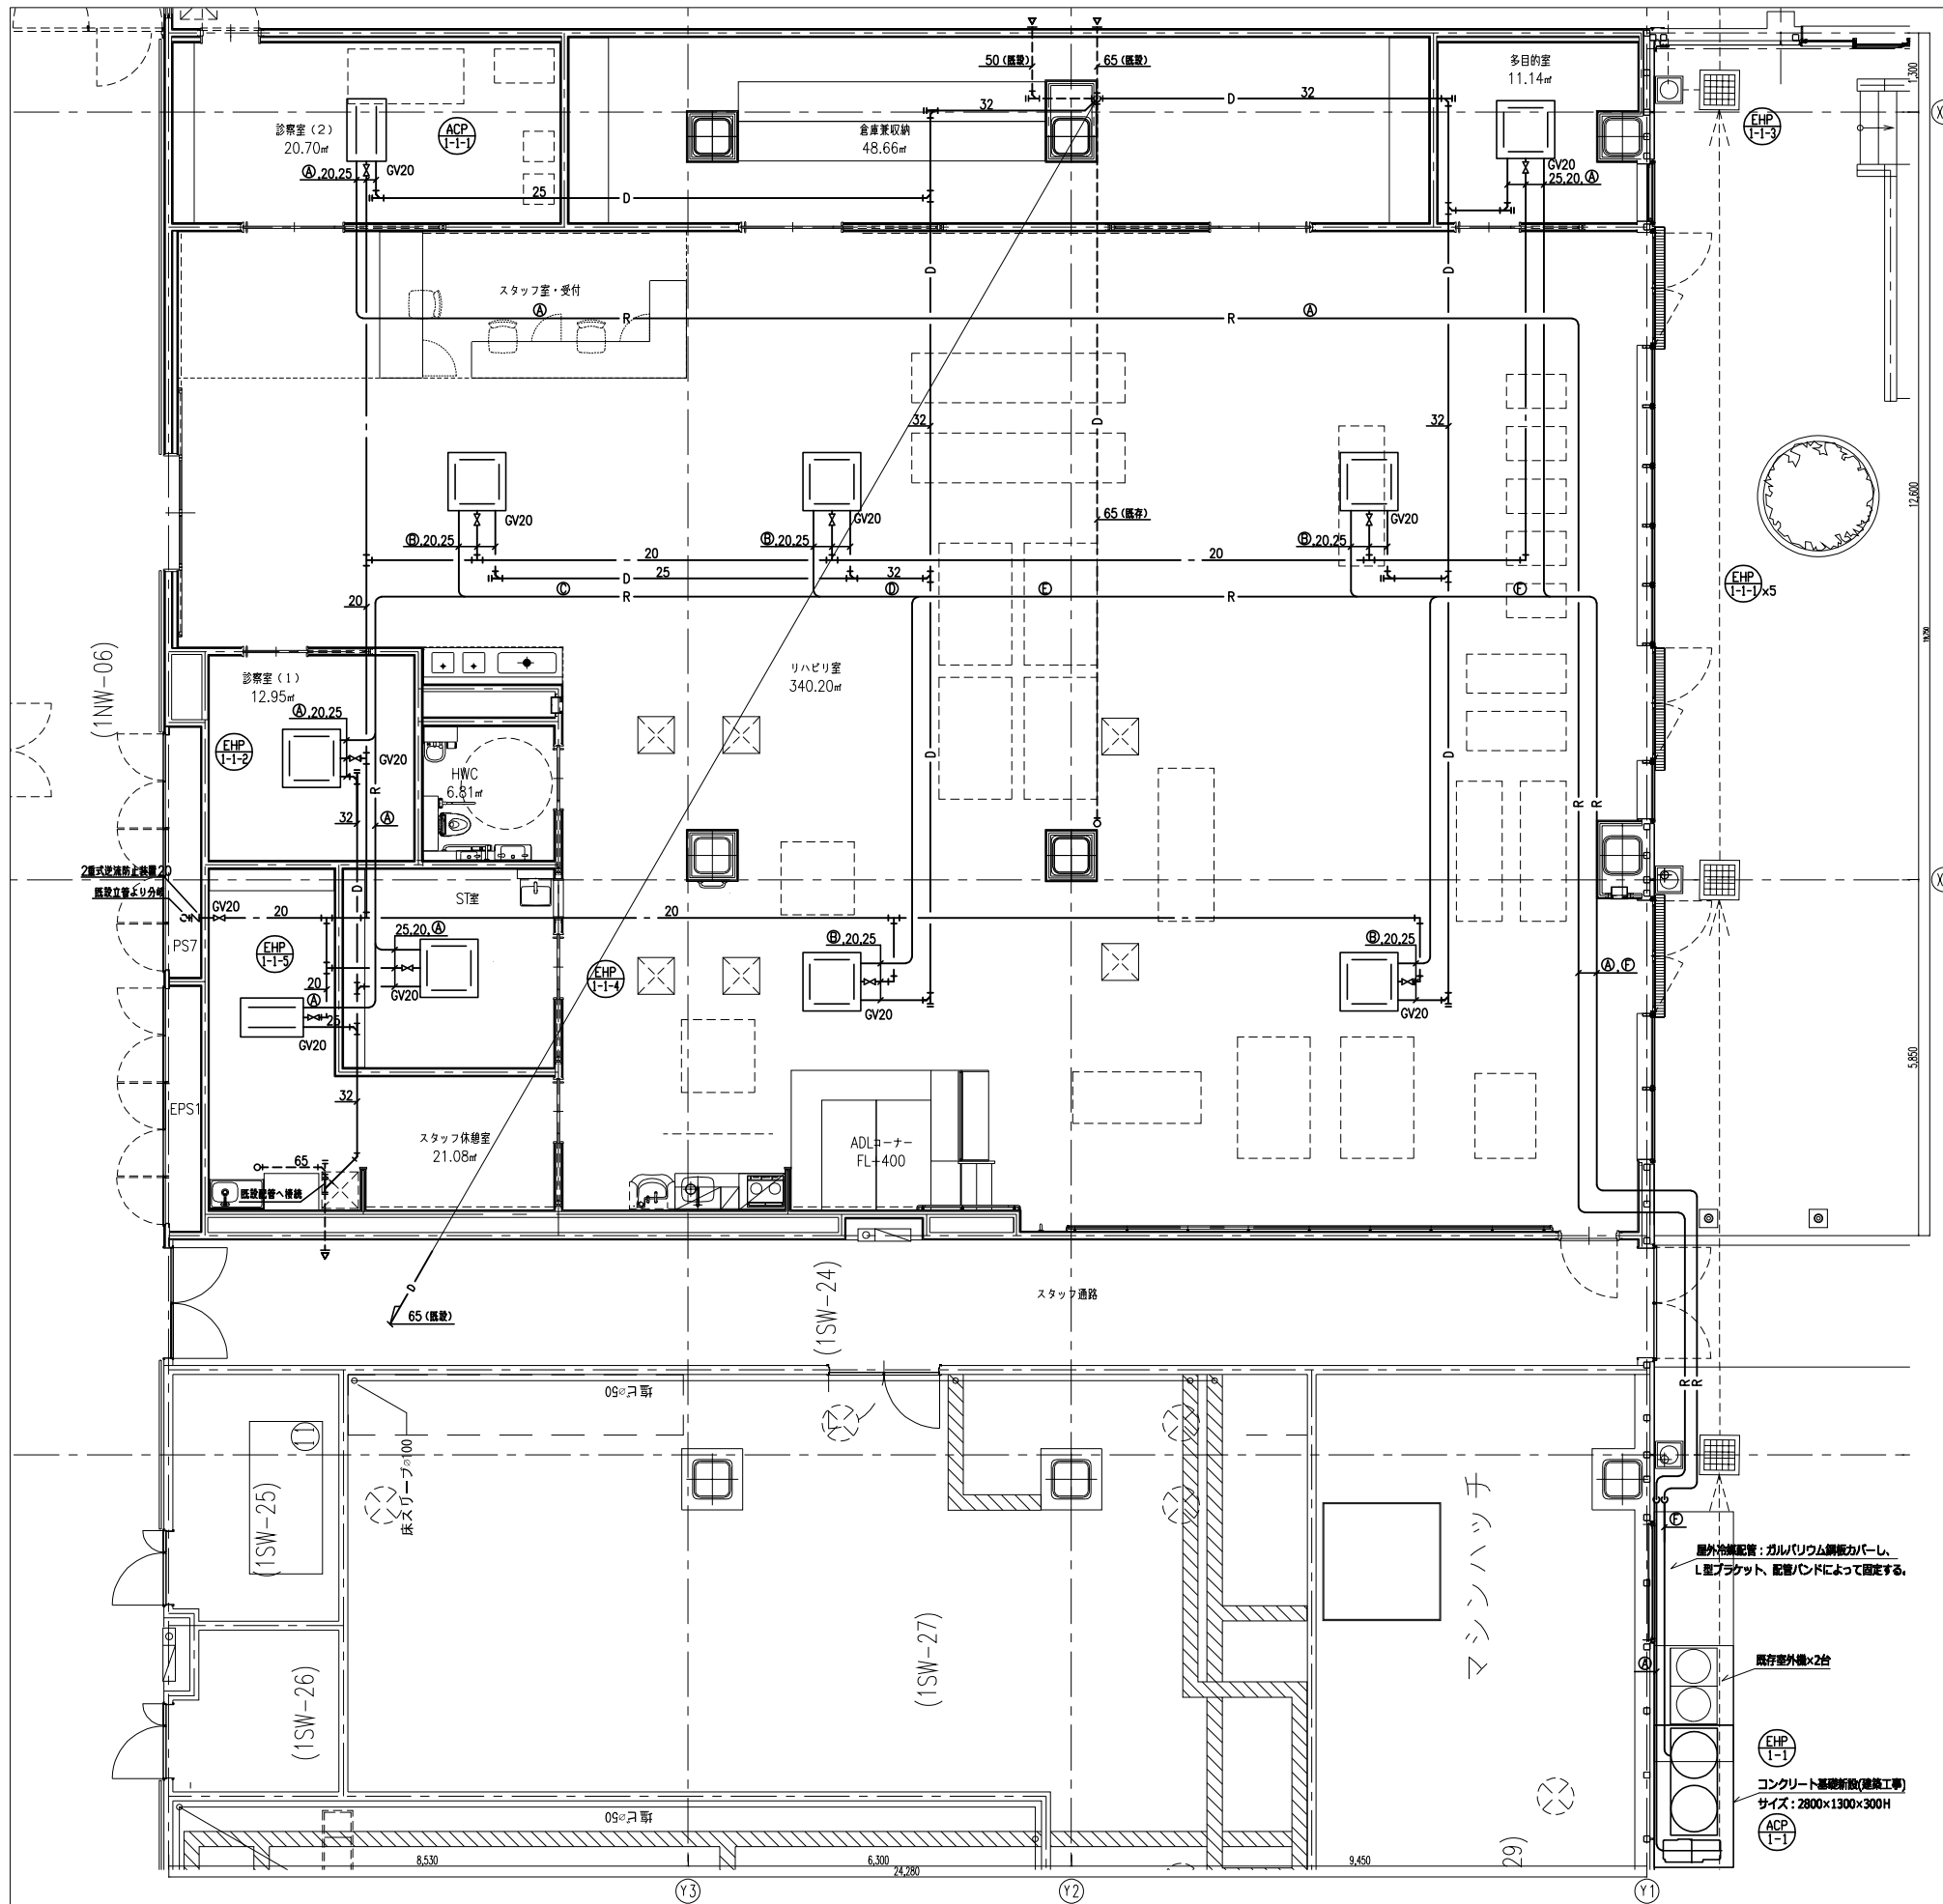 50 (既設)
65 (既設)
多目的室
11.14㎡
1,300
診察室(2)
20.70㎡
ACP
1-1-1
倉庫兼収納
48.66㎡
32
D
32
EHP
1-1-3
Ⓐ,20,25
GV20
25
D
GV20
25,20,Ⓐ
D
D
スタッフ室・受付
Ⓐ
R
R
Ⓐ
32
D
32
12,600
GV20
GV20
65 (既存)
GV20
Ⓑ,20,25
Ⓑ,20,25
Ⓑ,20,25
20
20
D
25
32
Ⓒ
R
Ⓓ
Ⓔ
R
Ⓕ
EHP
1-1-1
x5
20
(1NW-06)
診察室(1)
12.95㎡
リハビリ室
340.20㎡
Ⓐ,20,25
EHP
1-1-2
GV20
HWC
6.81㎡
R
D
D
32
Ⓐ
R
R
2重式逆流防止装置20
既設立管より分岐
D
GV20
20
ST室
20
25,20,Ⓐ
PS7
EHP
1-1-5
EHP
1-1-4
Ⓑ,20,25
Ⓑ,20,25
Ⓐ,Ⓕ
20
Ⓐ
GV20
25
GV20
GV20
GV20
5,850
32
EPS1
スタッフ休憩室
21.08㎡
ADLコーナー
FL+400
65
既設配管へ接続
D
65 (既設)
(1SW-24)
スタッフ通路
塩ビ⌀50
R
R
床スリーブ⌀100
(1SW-25)
マシンハッチ
Ⓕ
屋外冷媒配管:ガルバリウム鋼板カバーし、
L型ブラケット、配管バンドによって固定する。
(1SW-26)
(1SW-27)
Ⓐ
既存室外機×2台
EHP
1-1
コンクリート基礎新設(建築工事)
サイズ:2800×1300×300H
ACP
1-1
塩ビ⌀50
29)
8,530
6,300
9,450
24,280
Y3
Y2
Y1